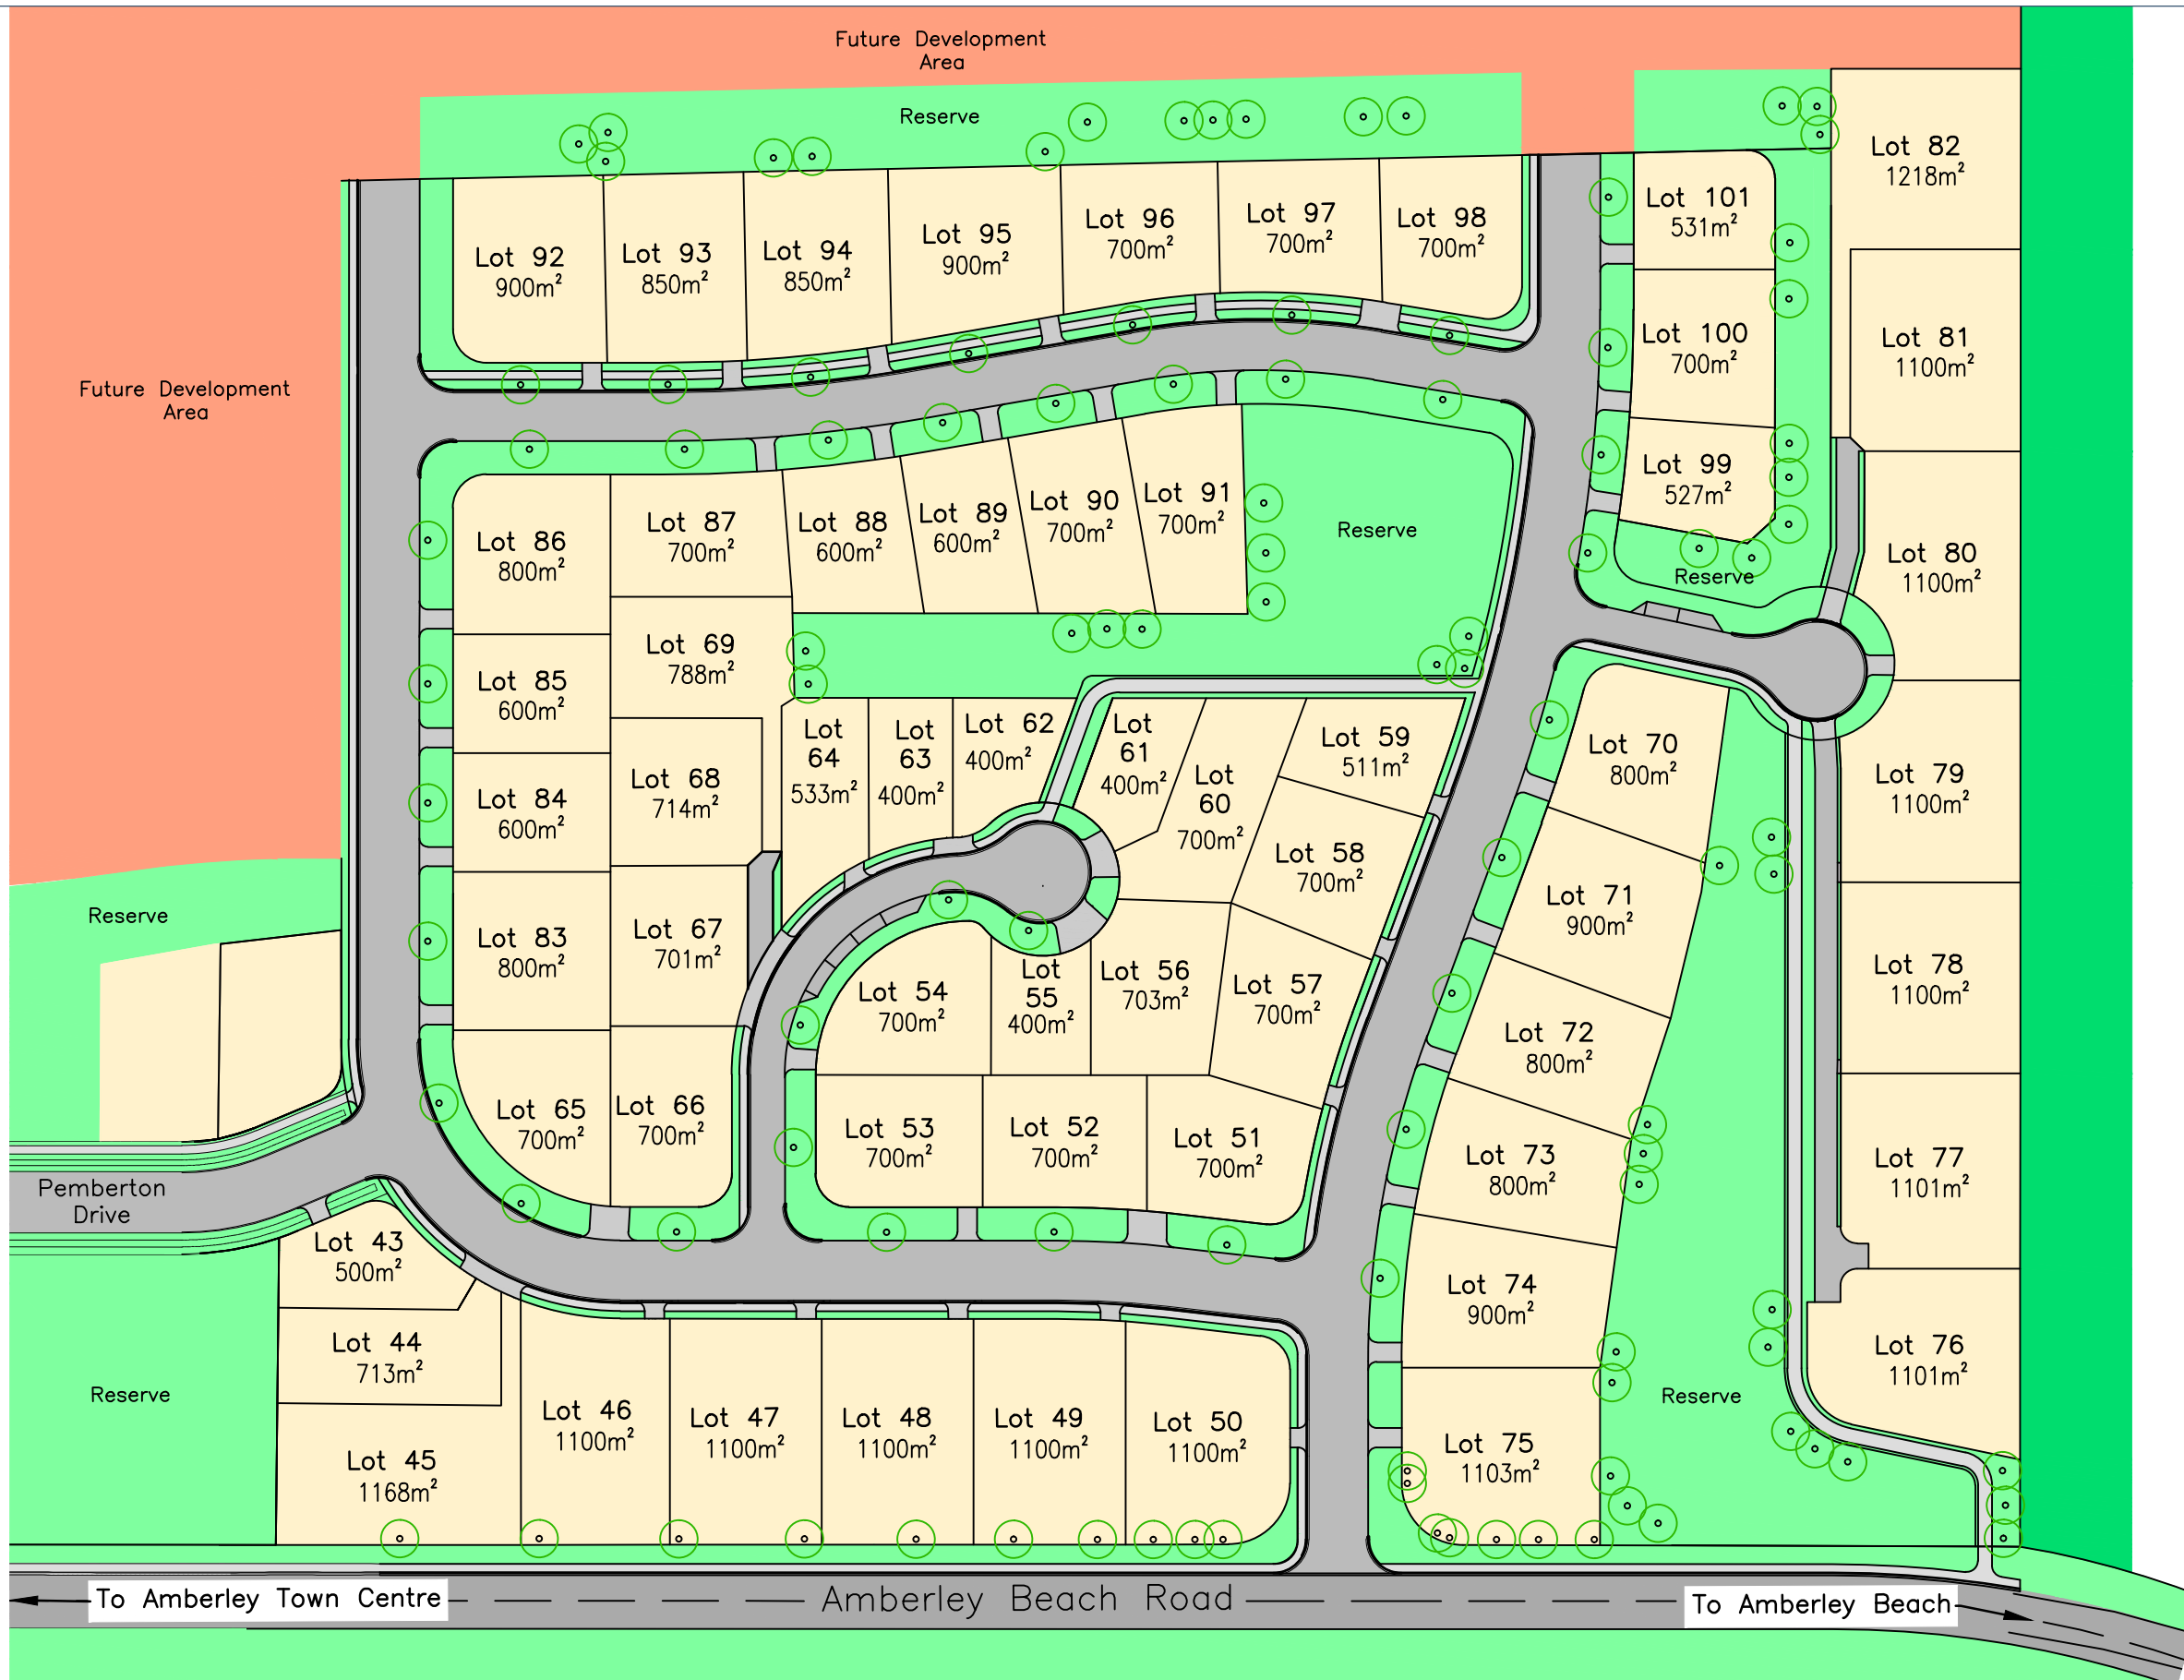 Future Development
Area
Reserve
Lot 82
1218m²
Lot 101
531m²
Lot 92
900m²
Lot 93
850m²
Lot 94
850m²
Lot 95
900m²
Lot 96
700m²
Lot 97
700m²
Lot 98
700m²
Lot 100
700m²
Lot 81
1100m²
Future Development
Area
Lot 99
527m²
Lot 86
800m²
Lot 87
700m²
Lot 88
600m²
Lot 89
600m²
Lot 90
700m²
Lot 91
700m²
Reserve
Reserve
Lot 80
1100m²
Lot 85
600m²
Lot 69
788m²
Lot
64
533m²
Lot
63
400m²
Lot 62
400m²
Lot
61
400m²
Lot
60
700m²
Lot 59
511m²
Lot 70
800m²
Lot 79
1100m²
Lot 84
600m²
Lot 68
714m²
Lot 58
700m²
Lot 71
900m²
Reserve
Lot 83
800m²
Lot 67
701m²
Lot 54
700m²
Lot
55
400m²
Lot 56
703m²
Lot 57
700m²
Lot 78
1100m²
Lot 72
800m²
Lot 65
700m²
Lot 66
700m²
Lot 53
700m²
Lot 52
700m²
Lot 51
700m²
Lot 73
800m²
Lot 77
1101m²
Pemberton
Drive
Lot 43
500m²
Lot 74
900m²
Lot 44
713m²
Lot 76
1101m²
Reserve
Reserve
Lot 45
1168m²
Lot 46
1100m²
Lot 47
1100m²
Lot 48
1100m²
Lot 49
1100m²
Lot 50
1100m²
Lot 75
1103m²
To Amberley Town Centre
Amberley Beach Road
To Amberley Beach